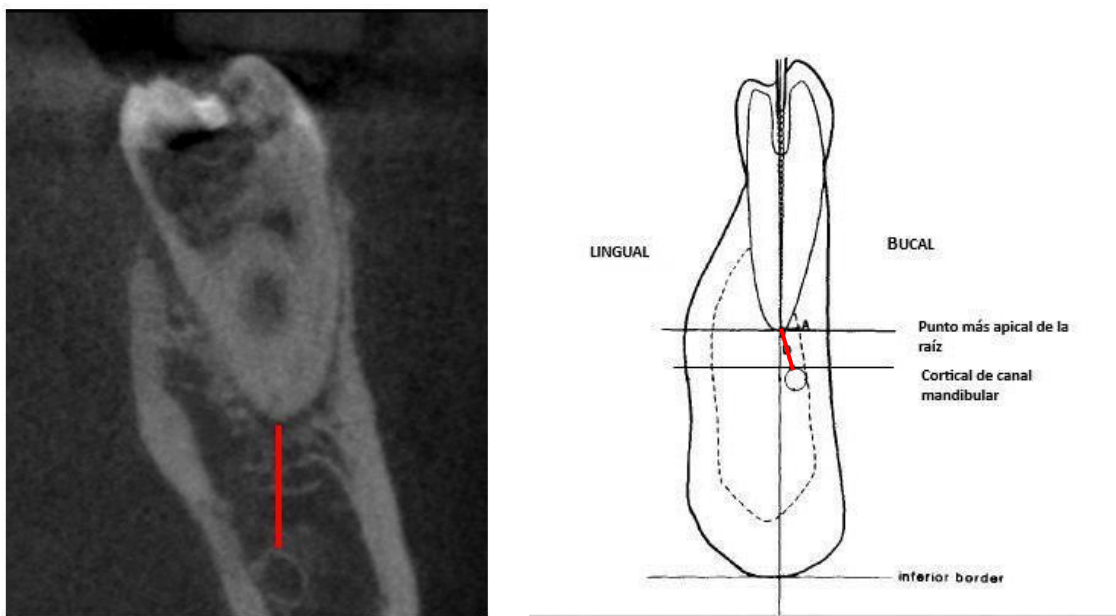 LINGUAL
BUCAL
A
Punto más apical de la
raíz
Cortical de canal
mandibular
inferior border